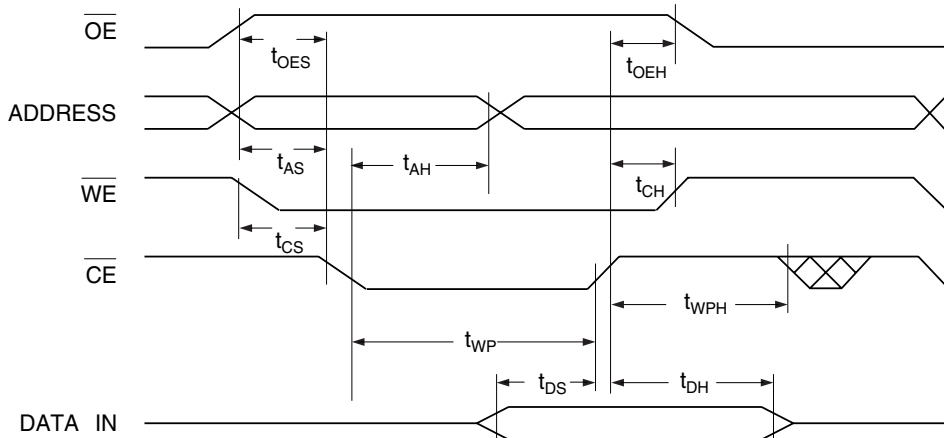 OE
tOES
tOEH
ADDRESS
tAS
tAH
tCH
WE
tCS
CE
tWPH
tWP
tDS
tDH
DATA IN